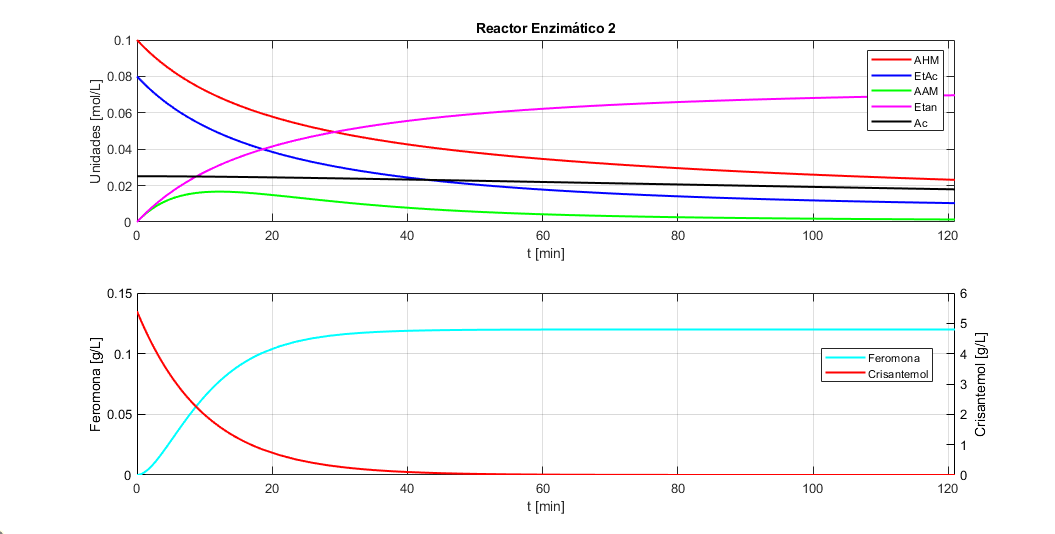 Reactor Enzimático 2
Unidades [mol/L]
0.1
0.08
0.06
0.04
0.02
0
AHM
EtAc
AAM
Etan
Ac
0 20 40 60 80 100 120
t [min]
Feromona [g/L]
0.15
0.1
0.05
0
Feromona
Crisantemol
6
5
4
3
2
1
0
Crisantemol [g/L]
0 20 40 60 80 100 120
t [min]